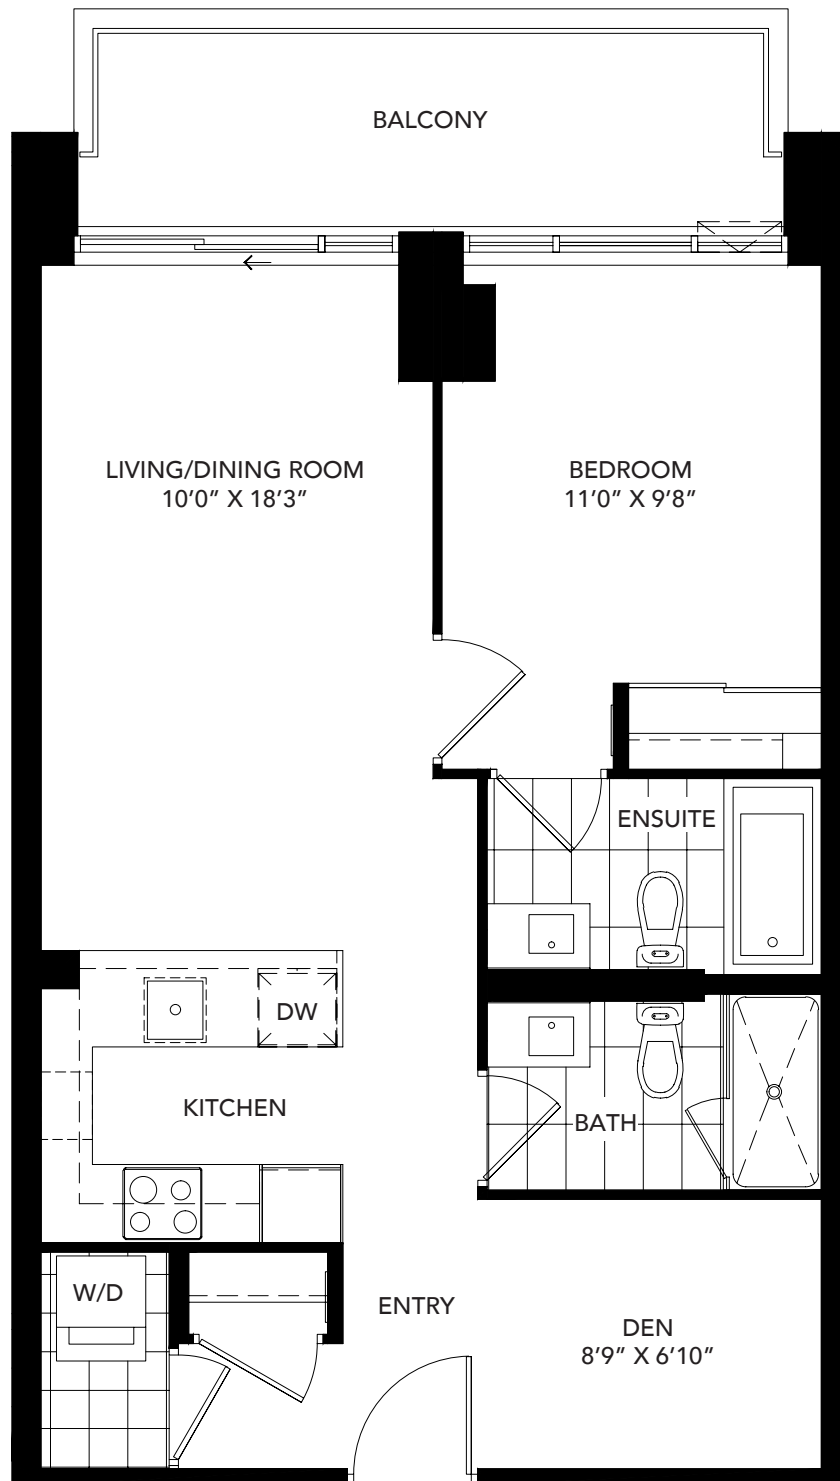 BALCONY
LIVING/DINING ROOM
10'0" X 18'3"
BEDROOM
11'0" X 9'8"
ENSUITE
DW
KITCHEN
BATH
W/D
ENTRY
DEN
8'9" X 6'10"